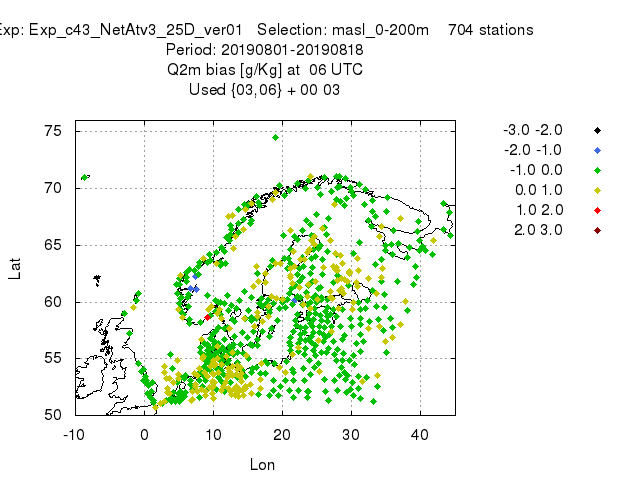 Exp: Exp_c43_NetAtv3_25D_ver01 Selection: masl_0-200m 704 stations
Period: 20190801-20190818
Q2m bias [g/Kg] at 06 UTC
Used {03,06} + 00 03
75
70
65
60
55
50
-10 0 10 20 30 40
Lat
Lon
-3.0 -2.0
-2.0 -1.0
-1.0 0.0
0.0 1.0
1.0 2.0
2.0 3.0